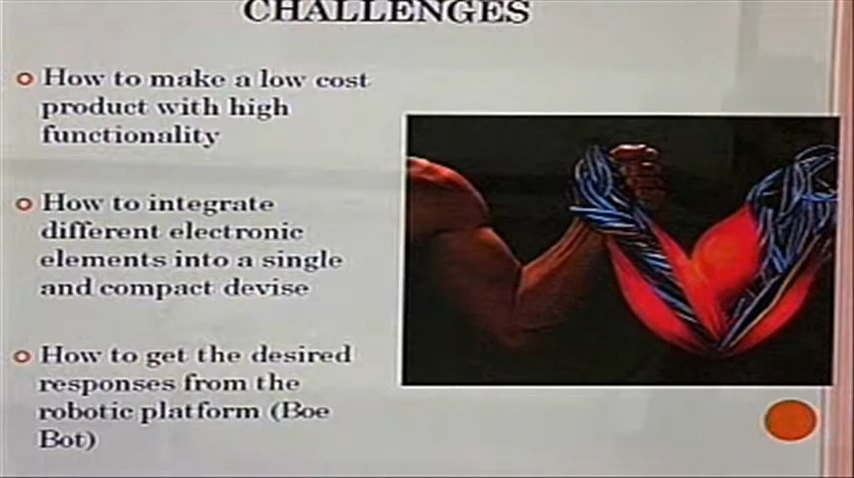 CHALLENGES
How to make a low cost
product with high
functionality
How to integrate
different electronic
elements into a single
and compact devise
How to get the desired
responses from the
robotic platform (Boe
Bot)